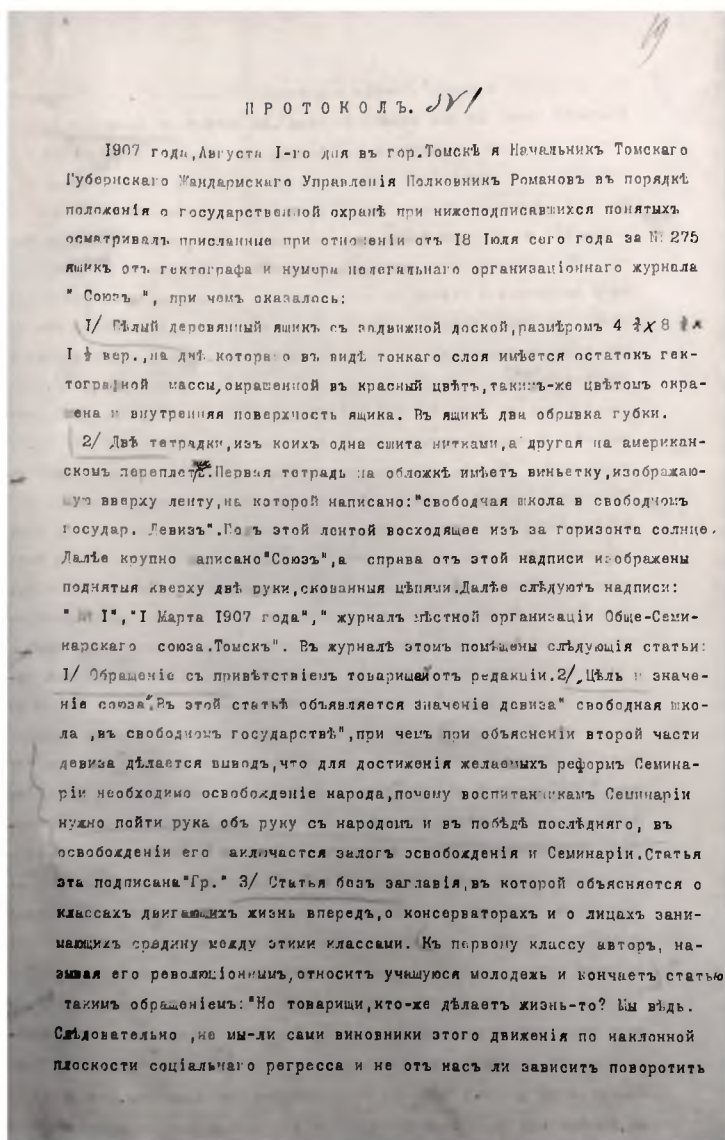 19
ПРОТОКОЛЪ. №1
1907 года,Августа I-го дня въ гор.Томскѣ я Начальникъ Томскаго
Губернскаго Жандармскаго Управленія Полковникъ Романовъ въ порядкѣ
положенія о государственной охранѣ при нижеподписавшихся понятыхъ
осматривалъ присланные при отношеніи от 18 Іюля сего года за № 275
ящикъ отъ гектографа и нумера нелегальнаго организаціоннаго журнала
" Союзъ ", при чемъ оказалось:
1/ Бѣлый деревянный ящикъ съ задвижной доской,размѣромъ 4 ¾ х 8
I ½ вер.,на днѣ котораго въ видѣ тонкаго слоя имѣется остатокъ гек-
тографной массы,окрашенной въ красный цвѣтъ,такимъ-же цвѣтомъ окра-
шена и внутренняя поверхность ящика. Въ ящикѣ два обрывка губки.
2/ Двѣ тетрадки,изъ коихъ одна сшита нитками,а другая на американ-
скомъ переплетѣ.Первая тетрадь на обложкѣ имѣетъ виньетку,изображаю-
щую вверху ленту,на которой написано:"свободная школа в свободномъ
государ. Девизъ".Подъ этой лентой восходящее изъ за горизонта солнце.
Далѣе крупно написано"Союзъ",а справа отъ этой надписи изображены
поднятыя кверху двѣ руки,скованныя цѣпями.Далѣе слѣдуютъ надписи:
" № I","I Марта 1907 года"," журналъ мѣстной организаціи Обще-Семи-
нарскаго союза.Томскъ". Въ журналѣ этомъ помѣщены слѣдующія статьи:
1/ Обращеніе съ привѣтствіемъ товарищей отъ редакціи.2/"Цѣль и значе-
ніе союза".Въ этой статьѣ объявляется значеніе девиза" свободная шко-
ла ,въ свободномъ государствѣ",при чемъ при объясненіи второй части
девиза дѣлается выводъ,что для достиженія желаемыхъ реформъ Семина-
ріи необходимо освобожденіе народа,почему воспитанникамъ Семинаріи
нужно пойти рука объ руку съ народомъ и въ побѣдѣ послѣдняго, въ
освобожденіи его заключается залогъ освобожденія и Семинаріи.Статья
эта подписана"Гр." 3/ Статья безъ заглавія,въ которой объясняется о
классахъ двигающихъ жизнь впередъ,о консерваторахъ и о лицахъ зани-
мающихъ средину между этими классами. Къ первому классу авторъ, на-
зывая его революціоннымъ,относитъ учащуюся молодежь и кончаетъ статью
такимъ обращеніемъ:"Но товарищи,кто-же дѣлаетъ жизнь-то? Мы вѣдь.
Слѣдовательно ,не мы-ли сами виновники этого движенія по наклонной
плоскости соціальнаго регресса и не отъ насъ ли зависитъ поворотить